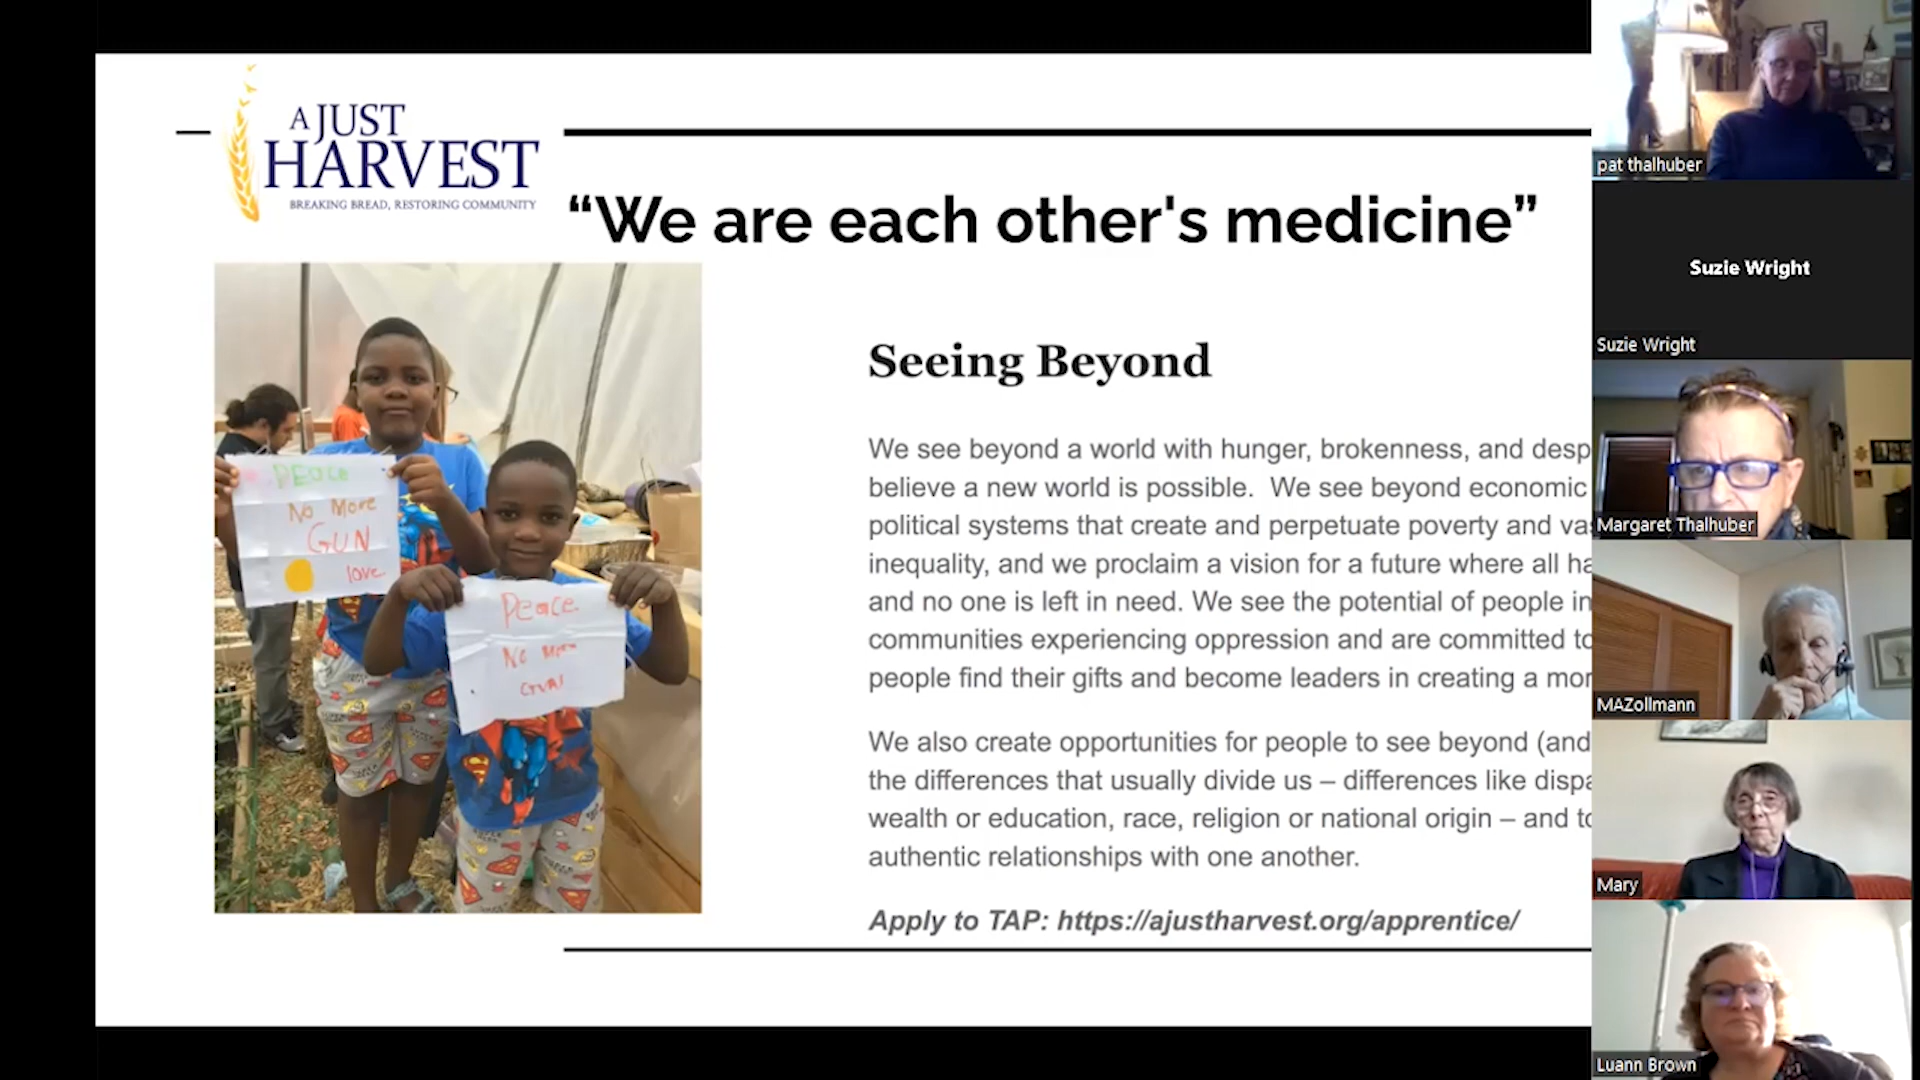 A JUST
HARVEST
BREAKING BREAD, RESTORING COMMUNITY
“We are each other's medicine”
PEace
No More
GUN
love
Peace
No More
GUN
Seeing Beyond
We see beyond a world with hunger, brokenness, and desp
believe a new world is possible. We see beyond economic
political systems that create and perpetuate poverty and va
inequality, and we proclaim a vision for a future where all ha
and no one is left in need. We see the potential of people in
communities experiencing oppression and are committed to
people find their gifts and become leaders in creating a mor
We also create opportunities for people to see beyond (and
the differences that usually divide us – differences like dispa
wealth or education, race, religion or national origin – and to
authentic relationships with one another.
Apply to TAP: https://ajustharvest.org/apprentice/
pat thalhuber
Suzie Wright
Suzie Wright
Margaret Thalhuber
MAZollmann
Mary
Luann Brown